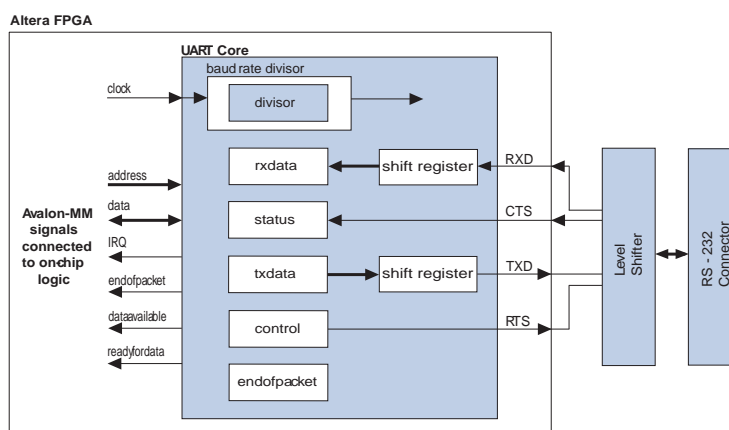 Altera FPGA
UART Core
baud rate divisor
clock
divisor
rxdata
shift register
RXD
address
data
status
CTS
Avalon-MM
signals
connected
to on-chip
logic
IRQ
txdata
shift register
TXD
endofpacket
dataavailable
control
RTS
readyfordata
endofpacket
Level
Shifter
RS - 232
Connector